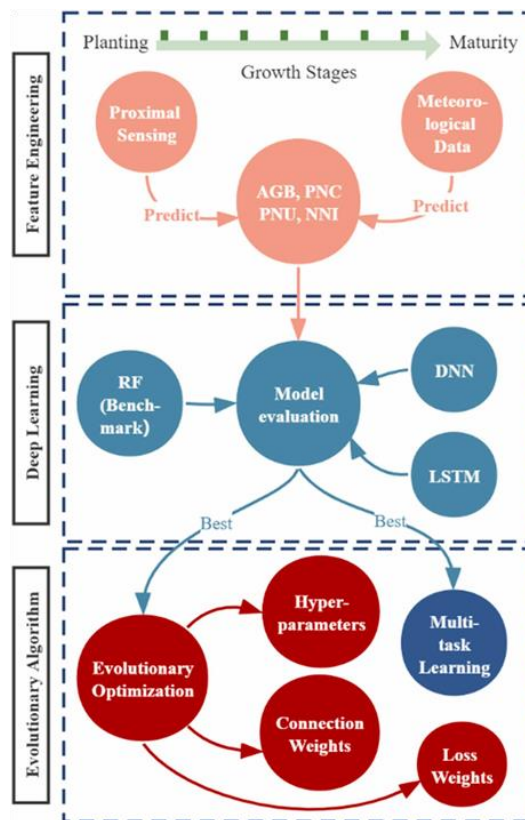 Planting
Maturity
Growth Stages
Feature Engineering
Proximal
Sensing
Meteoro-
logical
Data
AGB, PNC
PNU, NNI
Predict
Predict
Deep Learning
RF
(Bench-
mark)
Model
evaluation
DNN
LSTM
Best
Best
Evolutionary Algorithm
Evolutionary
Optimization
Hyper-
parameters
Multi-
task
Learning
Connection
Weights
Loss
Weights